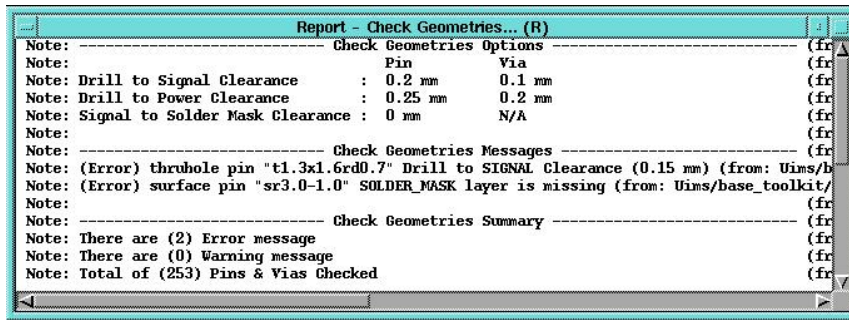 Report - Check Geometries... (R)
Note: -------------------------- Check Geometries Options --------------------------- (fr
Note: Pin Via (fr
Note: Drill to Signal Clearance : 0.2 mm 0.1 mm (fr
Note: Drill to Power Clearance : 0.25 mm 0.2 mm (fr
Note: Signal to Solder Mask Clearance : 0 mm N/A (fr
Note: (fr
Note: -------------------------- Check Geometries Messages -------------------------- (fr
Note: (Error) thruhole pin "t1.3x1.6rd0.7" Drill to SIGNAL Clearance (0.15 mm) (from: Uims/b
Note: (Error) surface pin "sr3.0-1.0" SOLDER_MASK layer is missing (from: Uims/base_toolkit/
Note: (fr
Note: -------------------------- Check Geometries Summary --------------------------- (fr
Note: There are (2) Error message (fr
Note: There are (0) Warning message (fr
Note: Total of (253) Pins & Vias Checked (fr